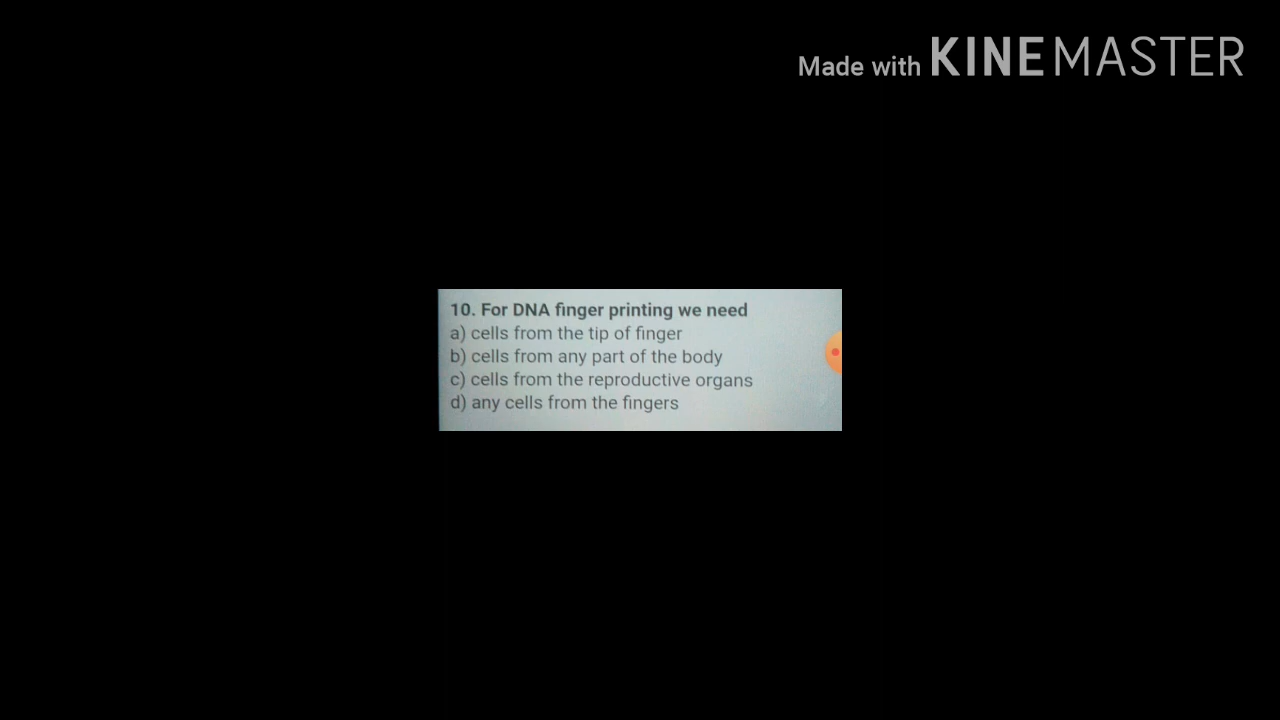 Made with KINEMASTER
10. For DNA finger printing we need
a) cells from the tip of finger
b) cells from any part of the body
c) cells from the reproductive organs
d) any cells from the fingers